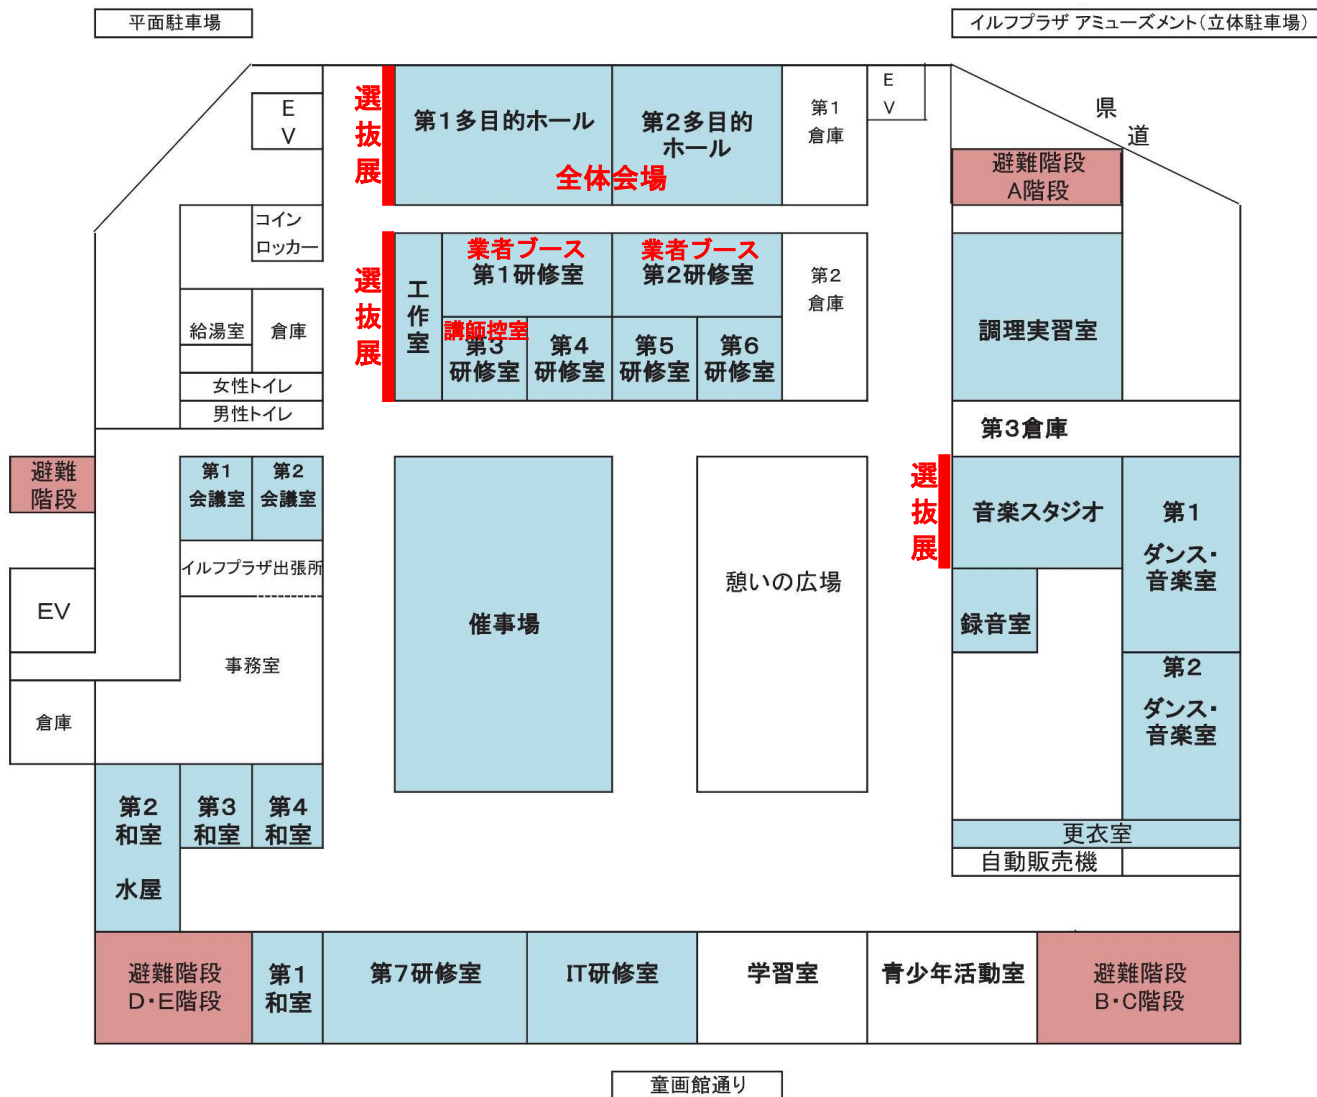 平面駐車場
イルフプラザ アミューズメント(立体駐車場)
県
道
E
V
選
抜
展
第1多目的ホール
第2多目的
ホール
全体会場
第1
倉庫
E
V
避難階段
A階段
コイン
ロッカー
選
抜
展
工
作
室
業者ブース
第1研修室
業者ブース
第2研修室
第2
倉庫
給湯室
倉庫
講師控室
第3
研修室
第4
研修室
第5
研修室
第6
研修室
調理実習室
女性トイレ
男性トイレ
第3倉庫
避難
階段
第1
会議室
第2
会議室
イルフプラザ出張所
EV
事務室
倉庫
催事場
憩いの広場
選
抜
展
音楽スタジオ
第1
ダンス・
音楽室
録音室
第2
ダンス・
音楽室
第2
和室
水屋
第3
和室
第4
和室
更衣室
自動販売機
避難階段
D・E階段
第1
和室
第7研修室
IT研修室
学習室
青少年活動室
避難階段
B・C階段
童画館通り